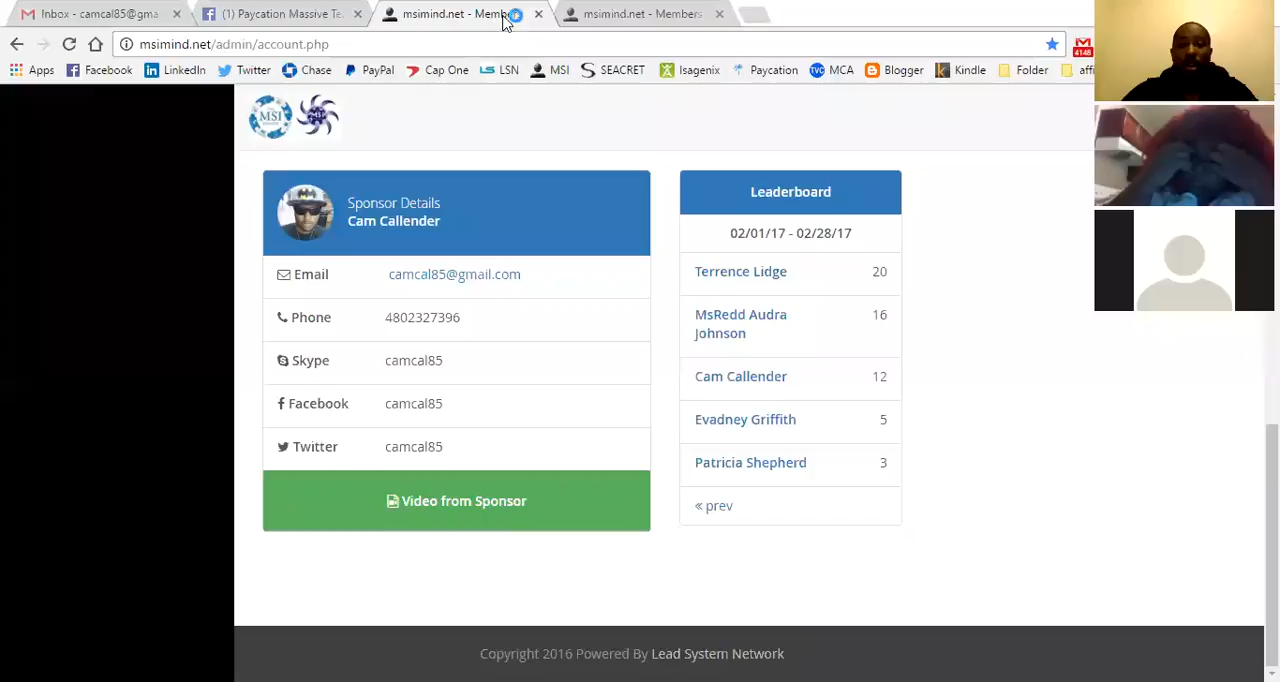 Inbox - camcal85@gma
(1) Paycation Massive Te
msimind.net - Memb
msimind.net - Members
msimind.net/admin/account.php
4148
Apps Facebook LinkedIn Twitter Chase PayPal Cap One LSN MSI SEACRET Isagenix Paycation MCA Blogger Kindle Folder affi
MSI
Sponsor Details
Cam Callender
Email camcal85@gmail.com
Phone 4802327396
Skype camcal85
Facebook camcal85
Twitter camcal85
Video from Sponsor
Leaderboard
02/01/17 - 02/28/17
Terrence Lidge 20
MsRedd Audra 16
Johnson
Cam Callender 12
Evadney Griffith 5
Patricia Shepherd 3
« prev
Copyright 2016 Powered By Lead System Network